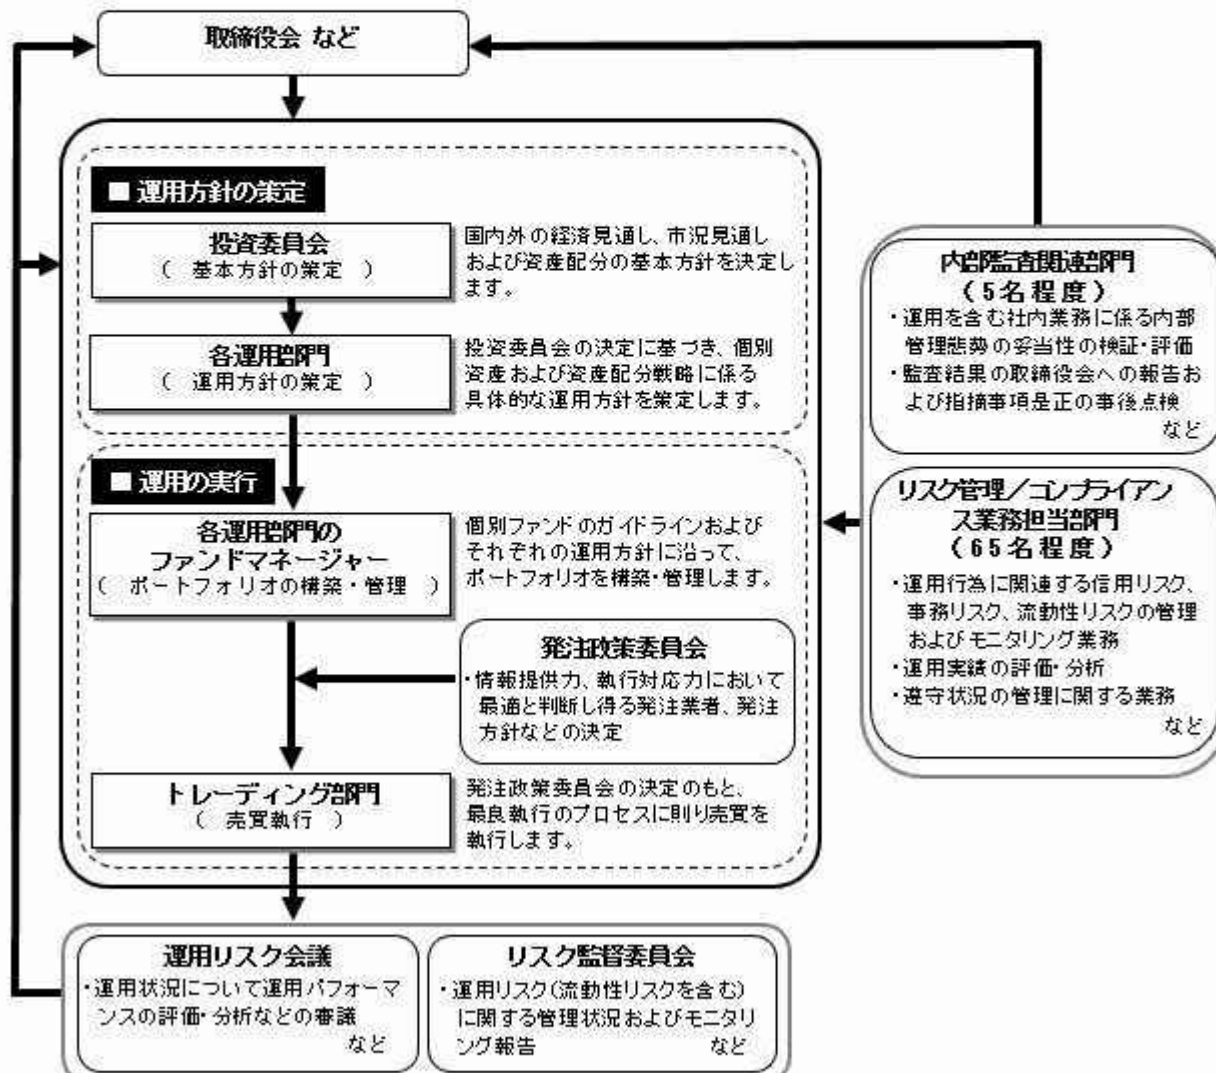 取締役会 など
■ 運用方針の策定
投資委員会
( 基本方針の策定 )
国内外の経済見通し、市況見通し
および資産配分の基本方針を決定し
ます。
各運用部門
( 運用方針の策定 )
投資委員会の決定に基づき、個別
資産および資産配分戦略に係る
具体的な運用方針を策定します。
■ 運用の実行
各運用部門の
ファンドマネージャー
( ポートフォリオの構築・管理 )
個別ファンドのガイドラインおよび
それぞれの運用方針に沿って、
ポートフォリオを構築・管理します。
発注政策委員会
・情報提供力、執行対応力において
最適と判断し得る発注業者、発注
方針などの決定
トレーディング部門
( 売買執行 )
発注政策委員会の決定のもと、
最良執行のプロセスに則り売買を
執行します。
内部監査関連部門
(5名程度)
・運用を含む社内業務に係る内部
管理態勢の妥当性の検証・評価
・監査結果の取締役会への報告お
よび指摘事項是正の事後点検
など
リスク管理/コンプライアン
ス業務担当部門
(65名程度)
・運用行為に関連する信用リスク、
事務リスク、流動性リスクの管理
およびモニタリング業務
・運用実績の評価・分析
・遵守状況の管理に関する業務
など
運用リスク会議
・運用状況について運用パフォーマ
ンスの評価・分析などの審議
など
リスク監督委員会
・運用リスク(流動性リスクを含む)
に関する管理状況およびモニタリ
ング報告 など